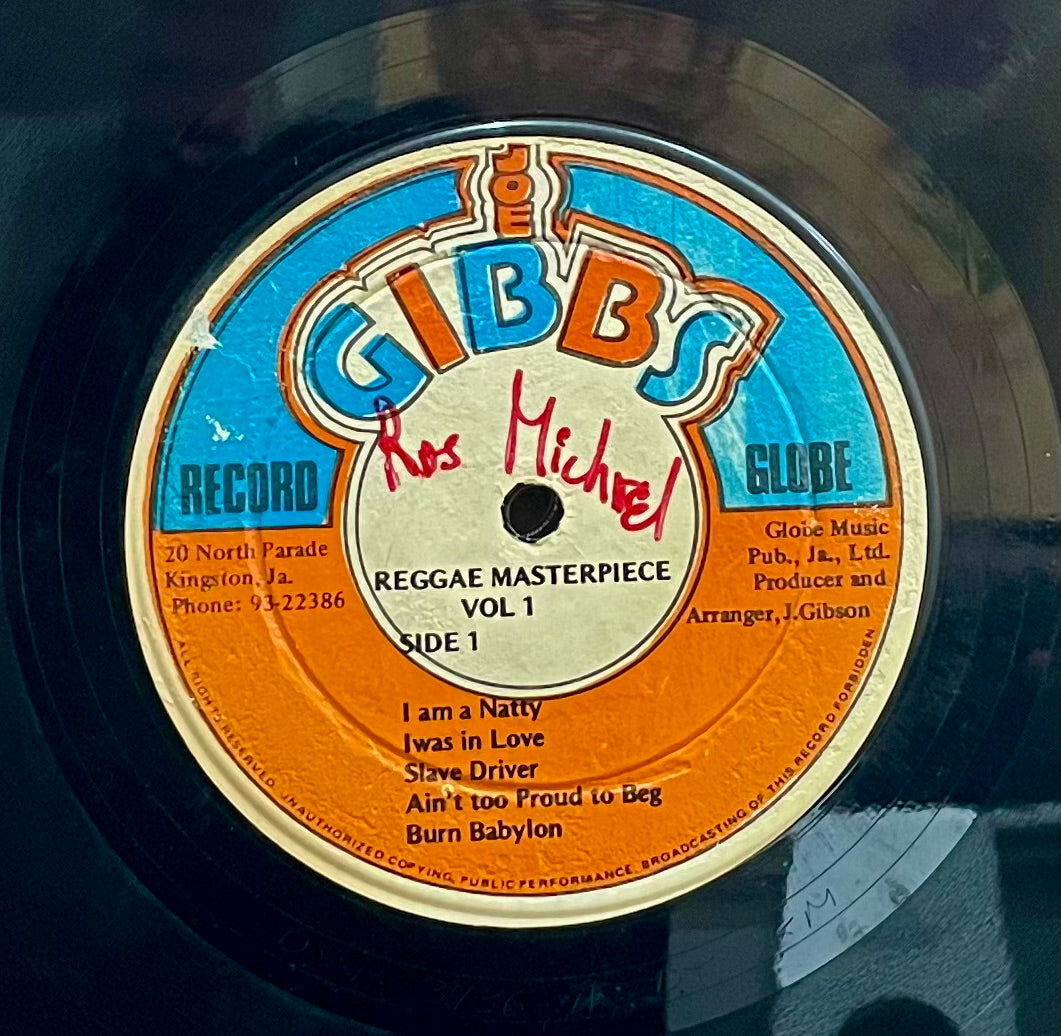 JOE
GIBBS
Ros Michael
RECORD
GLOBE
20 North Parade
Kingston, Ja.
Phone: 93-22386
Globe Music
Pub., Ja., Ltd.
Producer and
Arranger, J.Gibson
REGGAE MASTERPIECE
VOL 1
SIDE 1
I am a Natty
Iwas in Love
Slave Driver
Ain't too Proud to Beg
Burn Babylon
ALL RIGHTS RESERVED. UNAUTHORIZED COPYING, PUBLIC PERFORMANCE, BROADCASTING OF THIS RECORD FORBIDDEN